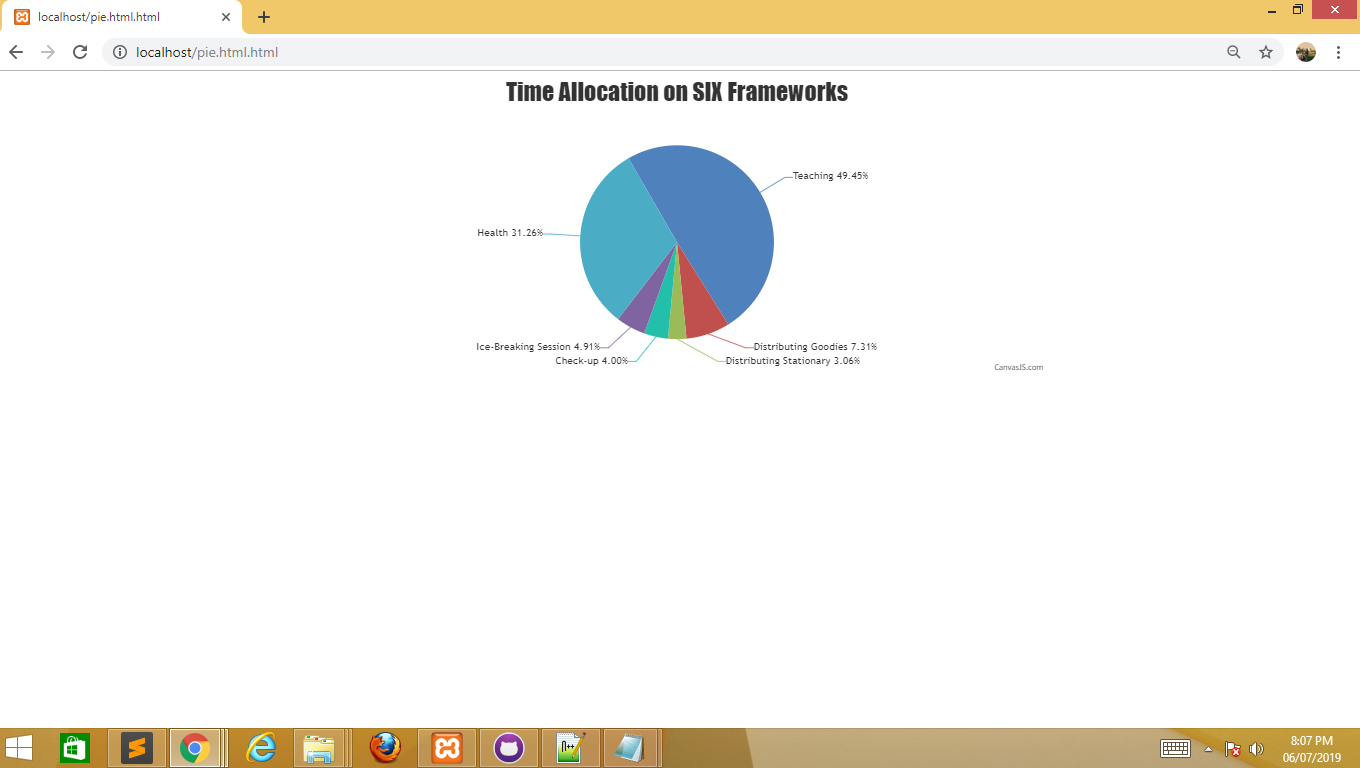 localhost/pie.html.html
localhost/pie.html.html
Time Allocation on SIX Frameworks
Teaching 49.45%
Health 31.26%
Ice-Breaking Session 4.91%
Distributing Goodies 7.31%
Check-up 4.00%
Distributing Stationary 3.06%
CanvasJS.com
8:07 PM
06/07/2019